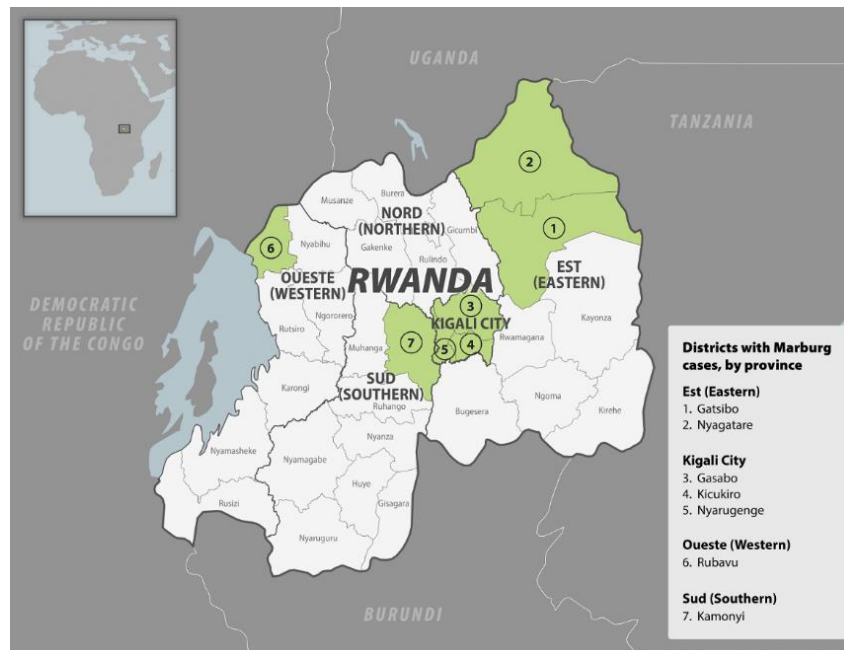 UGANDA
TANZANIA
2
Burera
Musanze
NORD
(NORTHERN)
Gicumbi
1
6
Nyabihu
Gakenke
Rulindo
EST
(EASTERN)
OUESTE
(WESTERN)
RWANDA
3
Kayonza
DEMOCRATIC
REPUBLIC
OF THE CONGO
Ngororero
KIGALI CITY
Rutsiro
Rwamagana
7
5
4
Muhanga
SUD
(SOUTHERN)
Karongi
Ruhango
Bugesera
Ngoma
Kirehe
Nyanza
Nyamasheke
Nyamagabe
Huye
Rusizi
Gisagara
Nyaruguru
BURUNDI
Districts with Marburg
cases, by province
Est (Eastern)
1. Gatsibo
2. Nyagatare
Kigali City
3. Gasabo
4. Kicukiro
5. Nyarugenge
Oueste (Western)
6. Rubavu
Sud (Southern)
7. Kamonyi